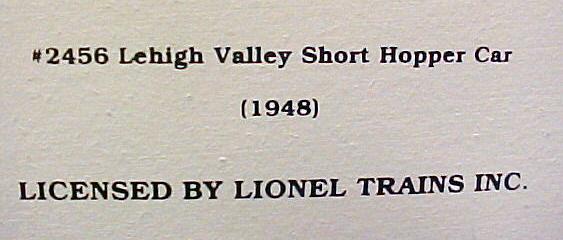 #2456 Lehigh Valley Short Hopper Car
(1948)
LICENSED BY LIONEL TRAINS INC.